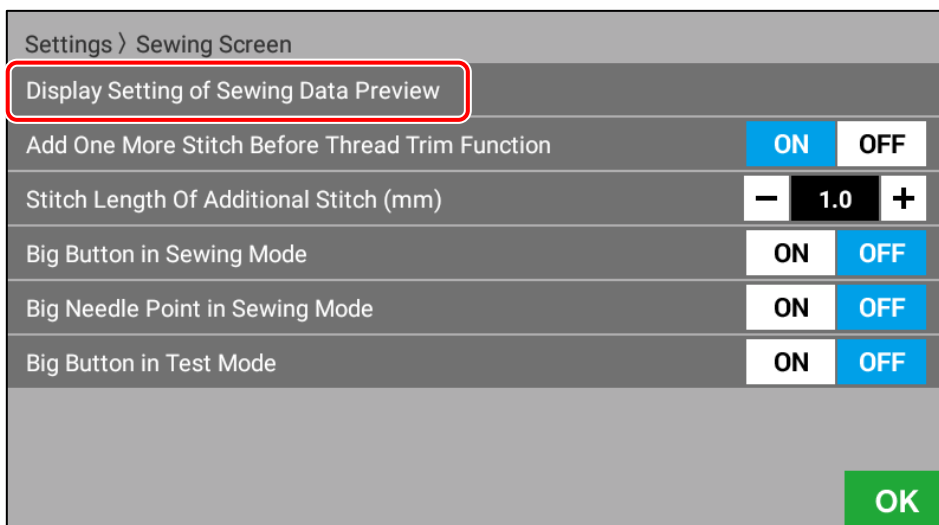 Settings 〉 Sewing Screen
Display Setting of Sewing Data Preview
Add One More Stitch Before Thread Trim Function ON OFF
Stitch Length Of Additional Stitch (mm) − 1.0 +
Big Button in Sewing Mode ON OFF
Big Needle Point in Sewing Mode ON OFF
Big Button in Test Mode ON OFF
OK